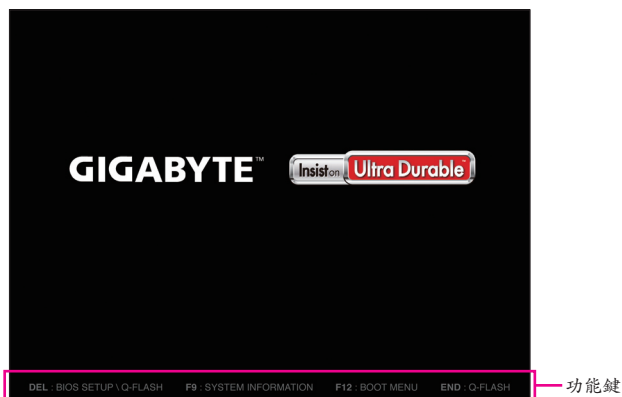 GIGABYTE™ Insist on Ultra Durable™
DEL : BIOS SETUP \ Q-FLASH F9 : SYSTEM INFORMATION F12 : BOOT MENU END : Q-FLASH
功能鍵